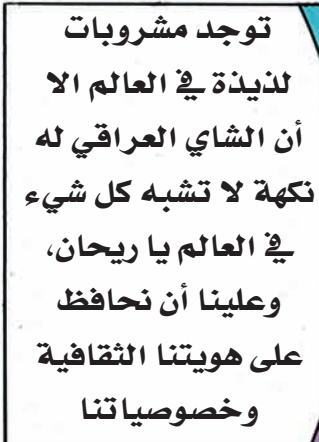 توجد مشروبات
لذيذة في العالم الا
أن الشاي العراقي له
نكهة لا تشبه كل شيء
في العالم يا ريحان،
وعلينا أن نحافظ
على هويتنا الثقافية
وخصوصياتنا